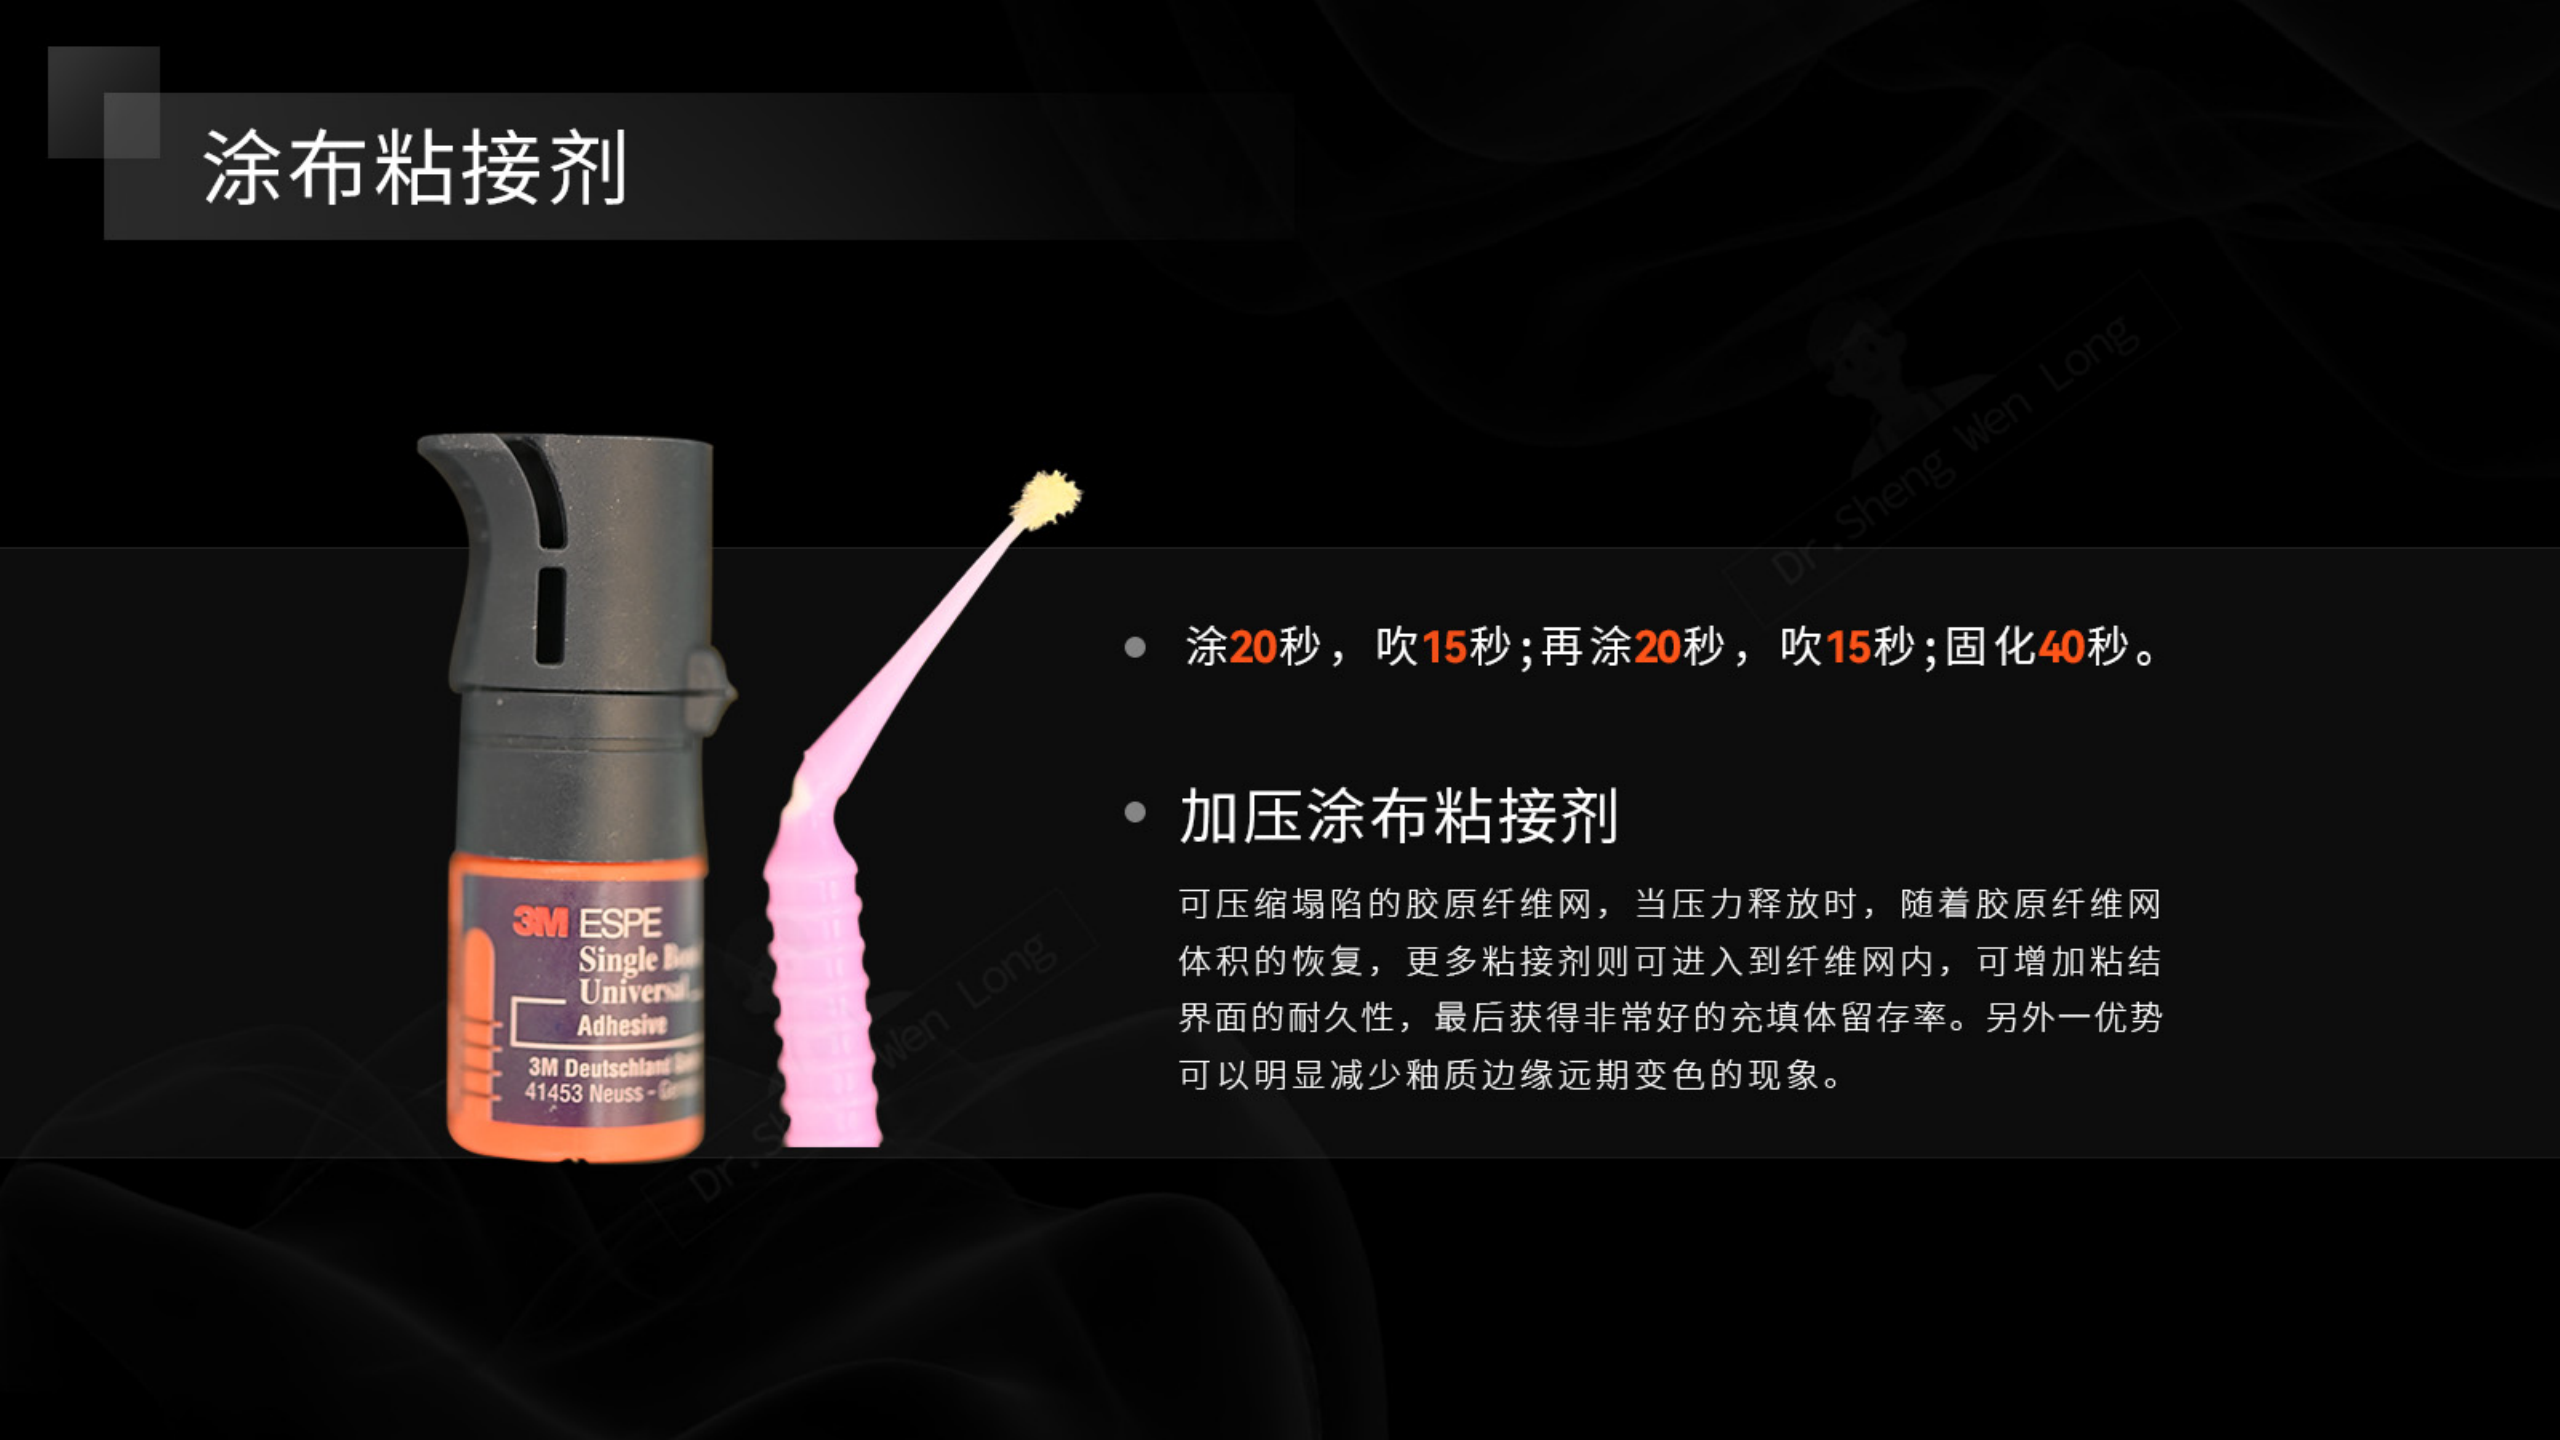 涂布粘接剂
Dr.Sheng Wen Long
涂20秒，吹15秒;再涂20秒，吹15秒;固化40秒。
加压涂布粘接剂
可压缩塌陷的胶原纤维网，当压力释放时，随着胶原纤维网
体积的恢复，更多粘接剂则可进入到纤维网内，可增加粘结
界面的耐久性，最后获得非常好的充填体留存率。另外一优势
可以明显减少釉质边缘远期变色的现象。
3M ESPE
Single
Universal
Adhesive
3M Deutschland
41453 Neuss -
Wen Long